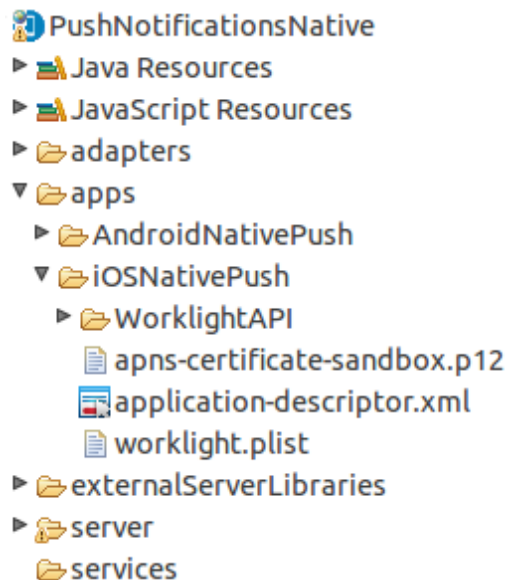 PushNotificationsNative
Java Resources
JavaScript Resources
adapters
apps
AndroidNativePush
iOSNativePush
WorklightAPI
apns-certificate-sandbox.p12
application-descriptor.xml
worklight.plist
externalServerLibraries
server
services